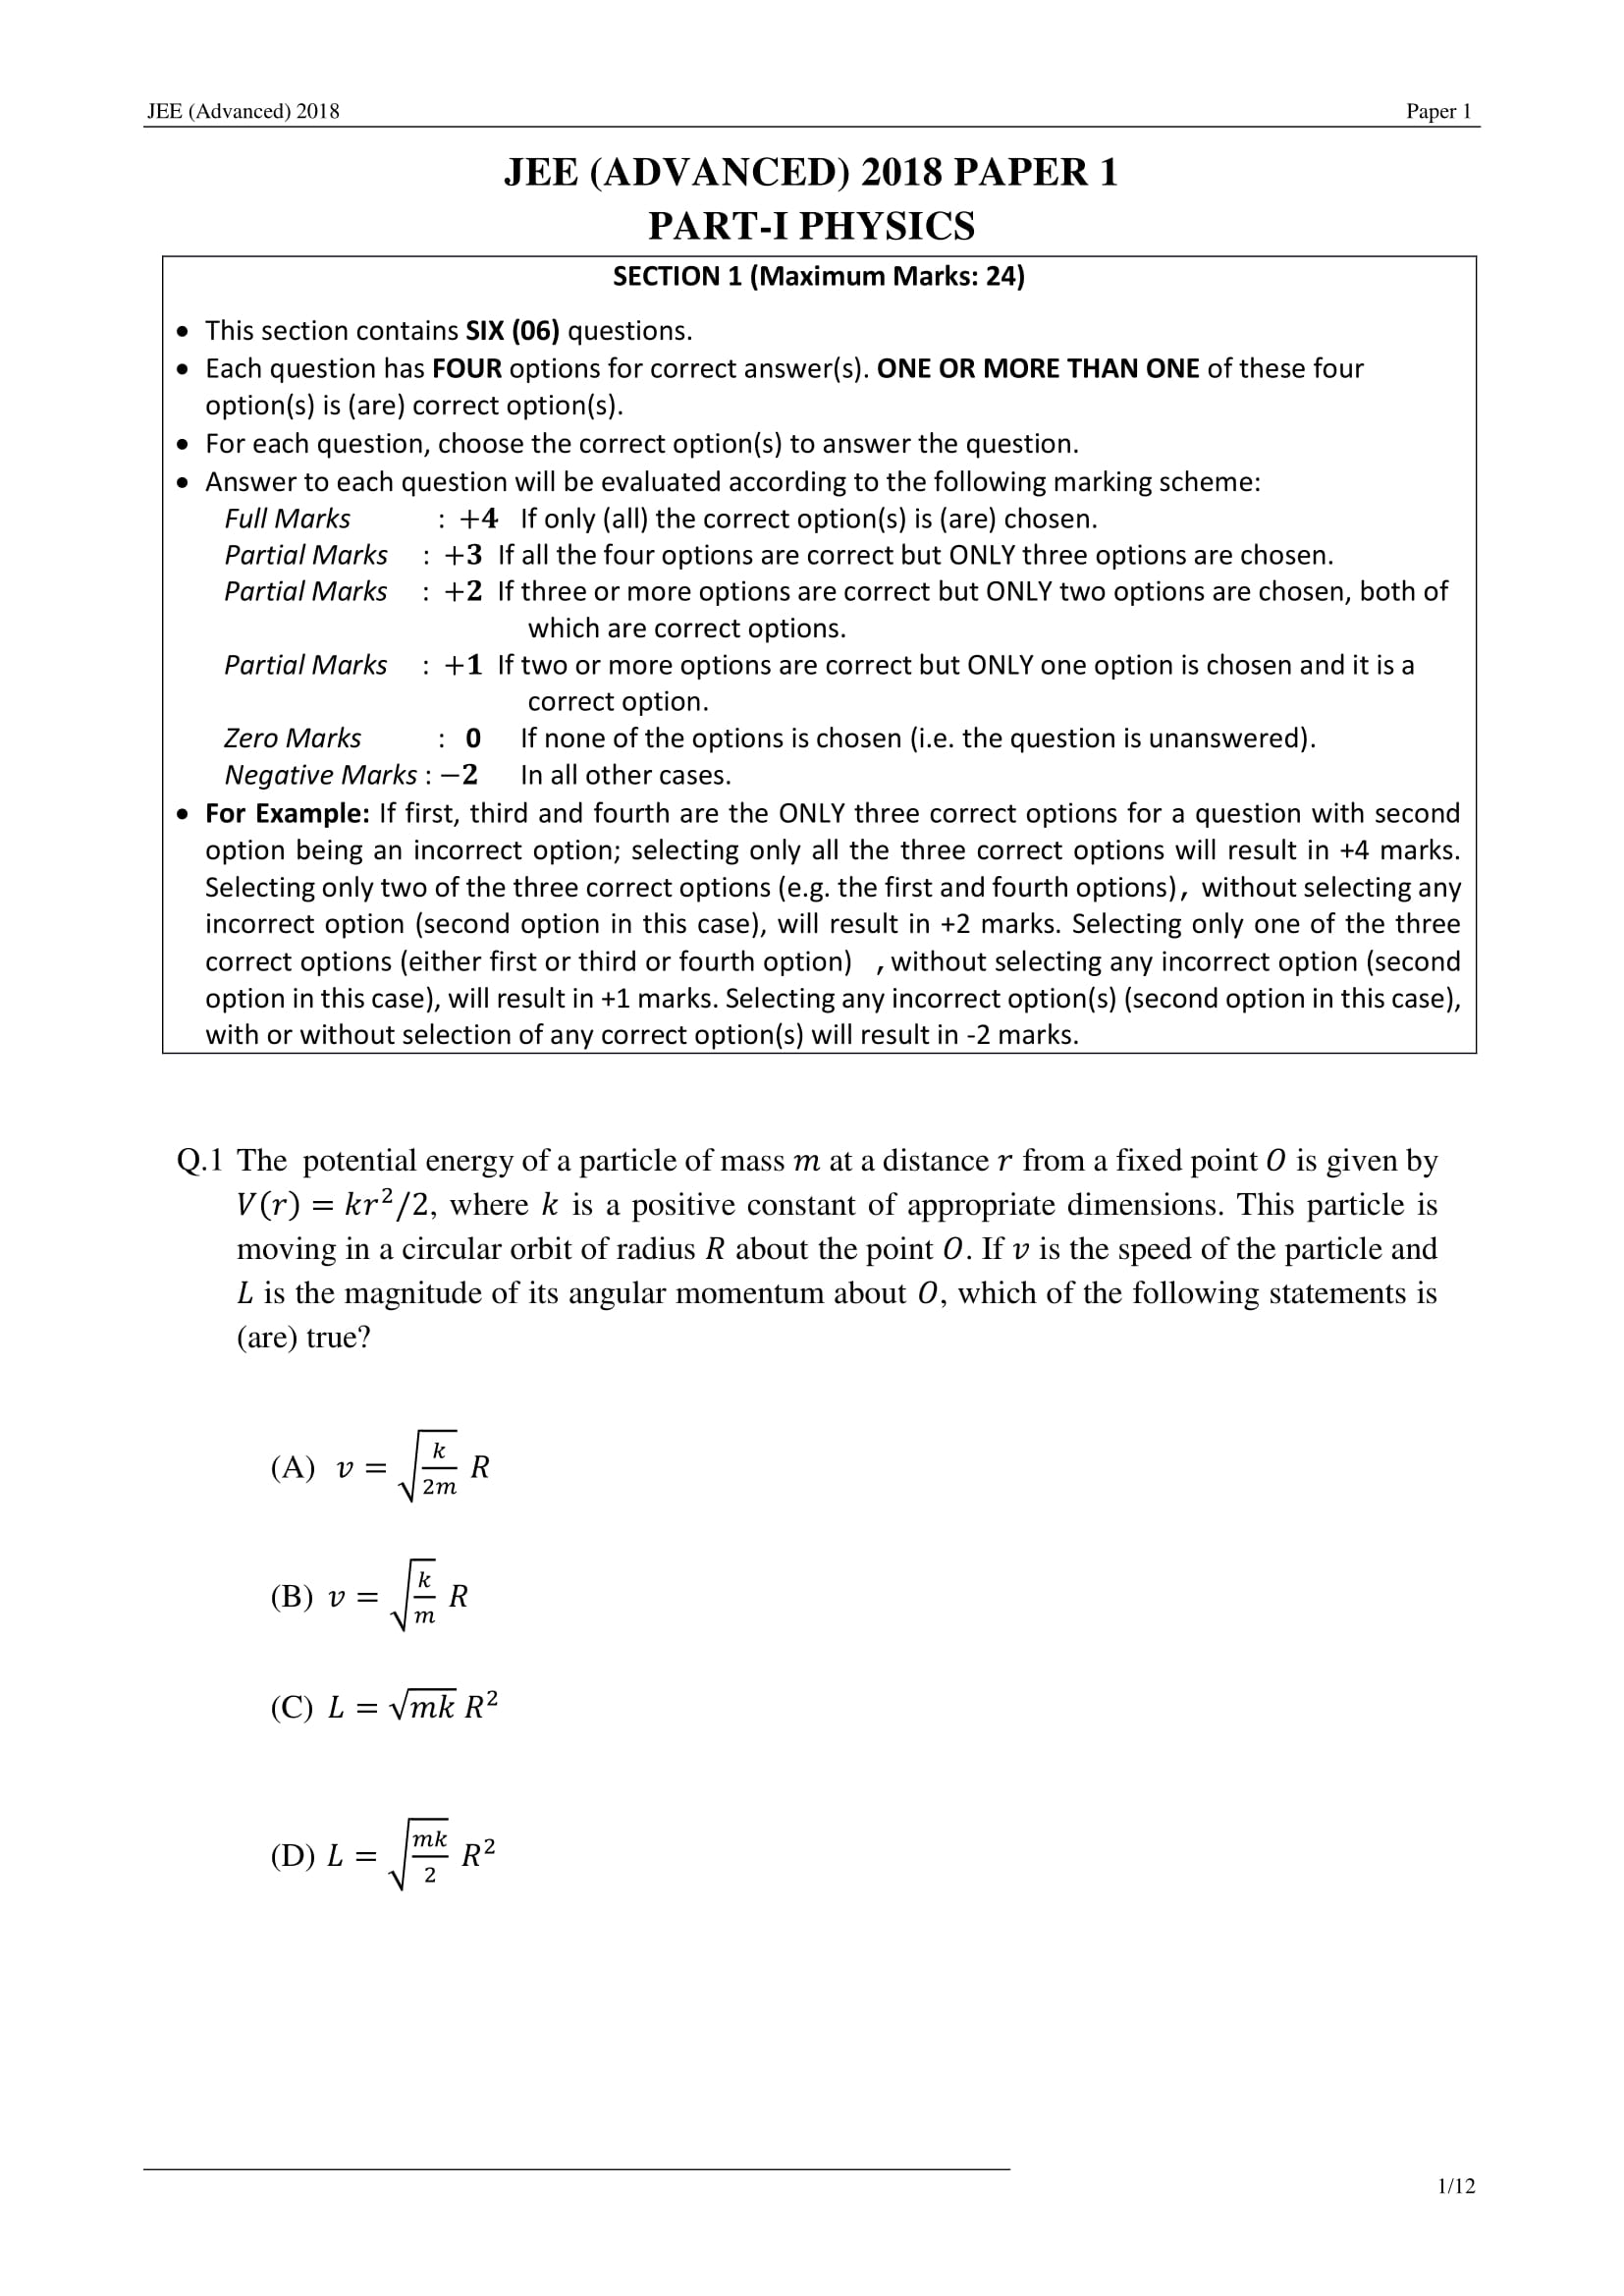 JEE (Advanced) 2018 Paper 1
JEE (ADVANCED) 2018 PAPER 1
PART-I PHYSICS
SECTION 1 (Maximum Marks: 24)
• This section contains SIX (06) questions.
• Each question has FOUR options for correct answer(s). ONE OR MORE THAN ONE of these four
option(s) is (are) correct option(s).
• For each question, choose the correct option(s) to answer the question.
• Answer to each question will be evaluated according to the following marking scheme:
Full Marks : +4 If only (all) the correct option(s) is (are) chosen.
Partial Marks : +3 If all the four options are correct but ONLY three options are chosen.
Partial Marks : +2 If three or more options are correct but ONLY two options are chosen, both of
which are correct options.
Partial Marks : +1 If two or more options are correct but ONLY one option is chosen and it is a
correct option.
Zero Marks : 0 If none of the options is chosen (i.e. the question is unanswered).
Negative Marks : −2 In all other cases.
• For Example: If first, third and fourth are the ONLY three correct options for a question with second
option being an incorrect option; selecting only all the three correct options will result in +4 marks.
Selecting only two of the three correct options (e.g. the first and fourth options), without selecting any
incorrect option (second option in this case), will result in +2 marks. Selecting only one of the three
correct options (either first or third or fourth option) , without selecting any incorrect option (second
option in this case), will result in +1 marks. Selecting any incorrect option(s) (second option in this case),
with or without selection of any correct option(s) will result in -2 marks.
Q.1 The potential energy of a particle of mass m at a distance r from a fixed point O is given by
V(r) = kr²/2, where k is a positive constant of appropriate dimensions. This particle is
moving in a circular orbit of radius R about the point O. If v is the speed of the particle and
L is the magnitude of its angular momentum about O, which of the following statements is
(are) true?
(A) v = √(k/2m) R
(B) v = √(k/m) R
(C) L = √mk R²
(D) L = √(mk/2) R²
1/12